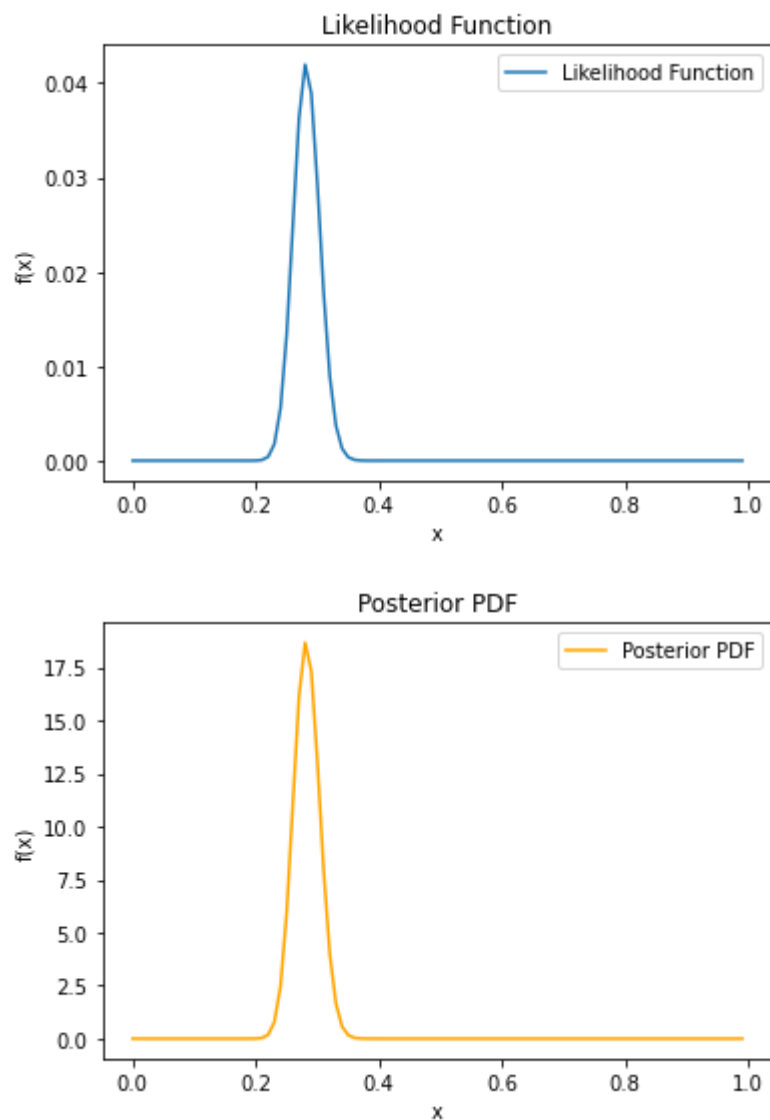 Likelihood Function
Likelihood Function
0.04
0.03
0.02
0.01
0.00
f(x)
0.0 0.2 0.4 0.6 0.8 1.0
x
Posterior PDF
Posterior PDF
17.5
15.0
12.5
10.0
7.5
5.0
2.5
0.0
f(x)
0.0 0.2 0.4 0.6 0.8 1.0
x